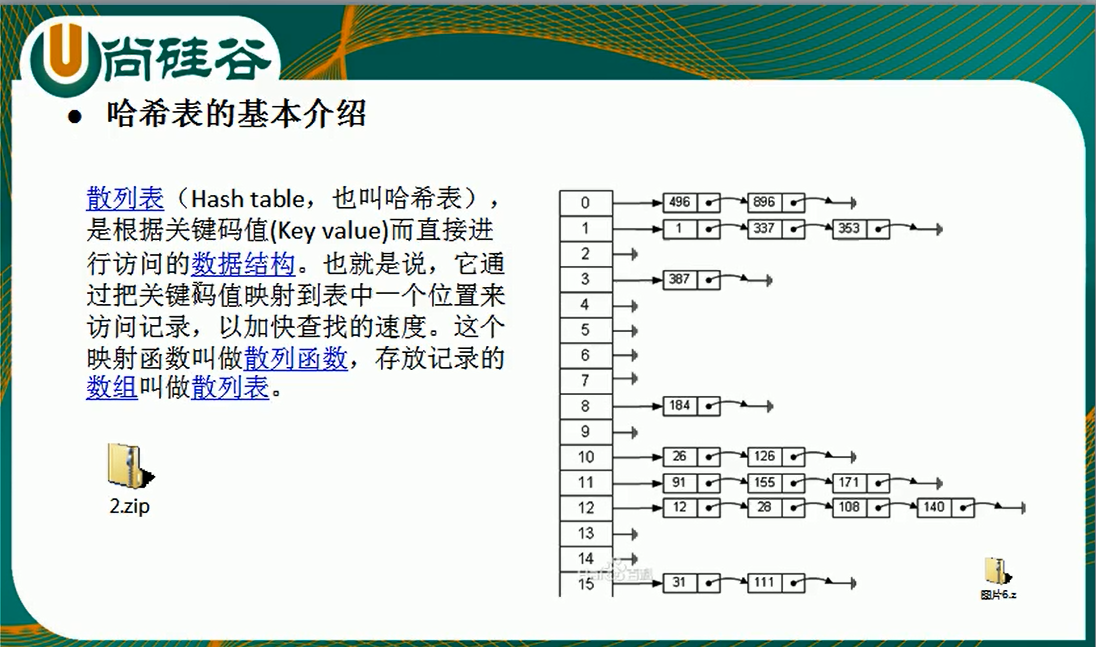 尚硅谷
● 哈希表的基本介绍
散列表（Hash table，也叫哈希表），
是根据关键码值(Key value)而直接进
行访问的数据结构。也就是说，它通
过把关键码值映射到表中一个位置来
访问记录，以加快查找的速度。这个
映射函数叫做散列函数，存放记录的
数组叫做散列表。
2.zip
0 496 896
1 1 337 353
2
3 387
4
5
6
7
8 184
9
10 26 126
11 91 155 171
12 12 28 108 140
13
14
15 31 111
图片6.z